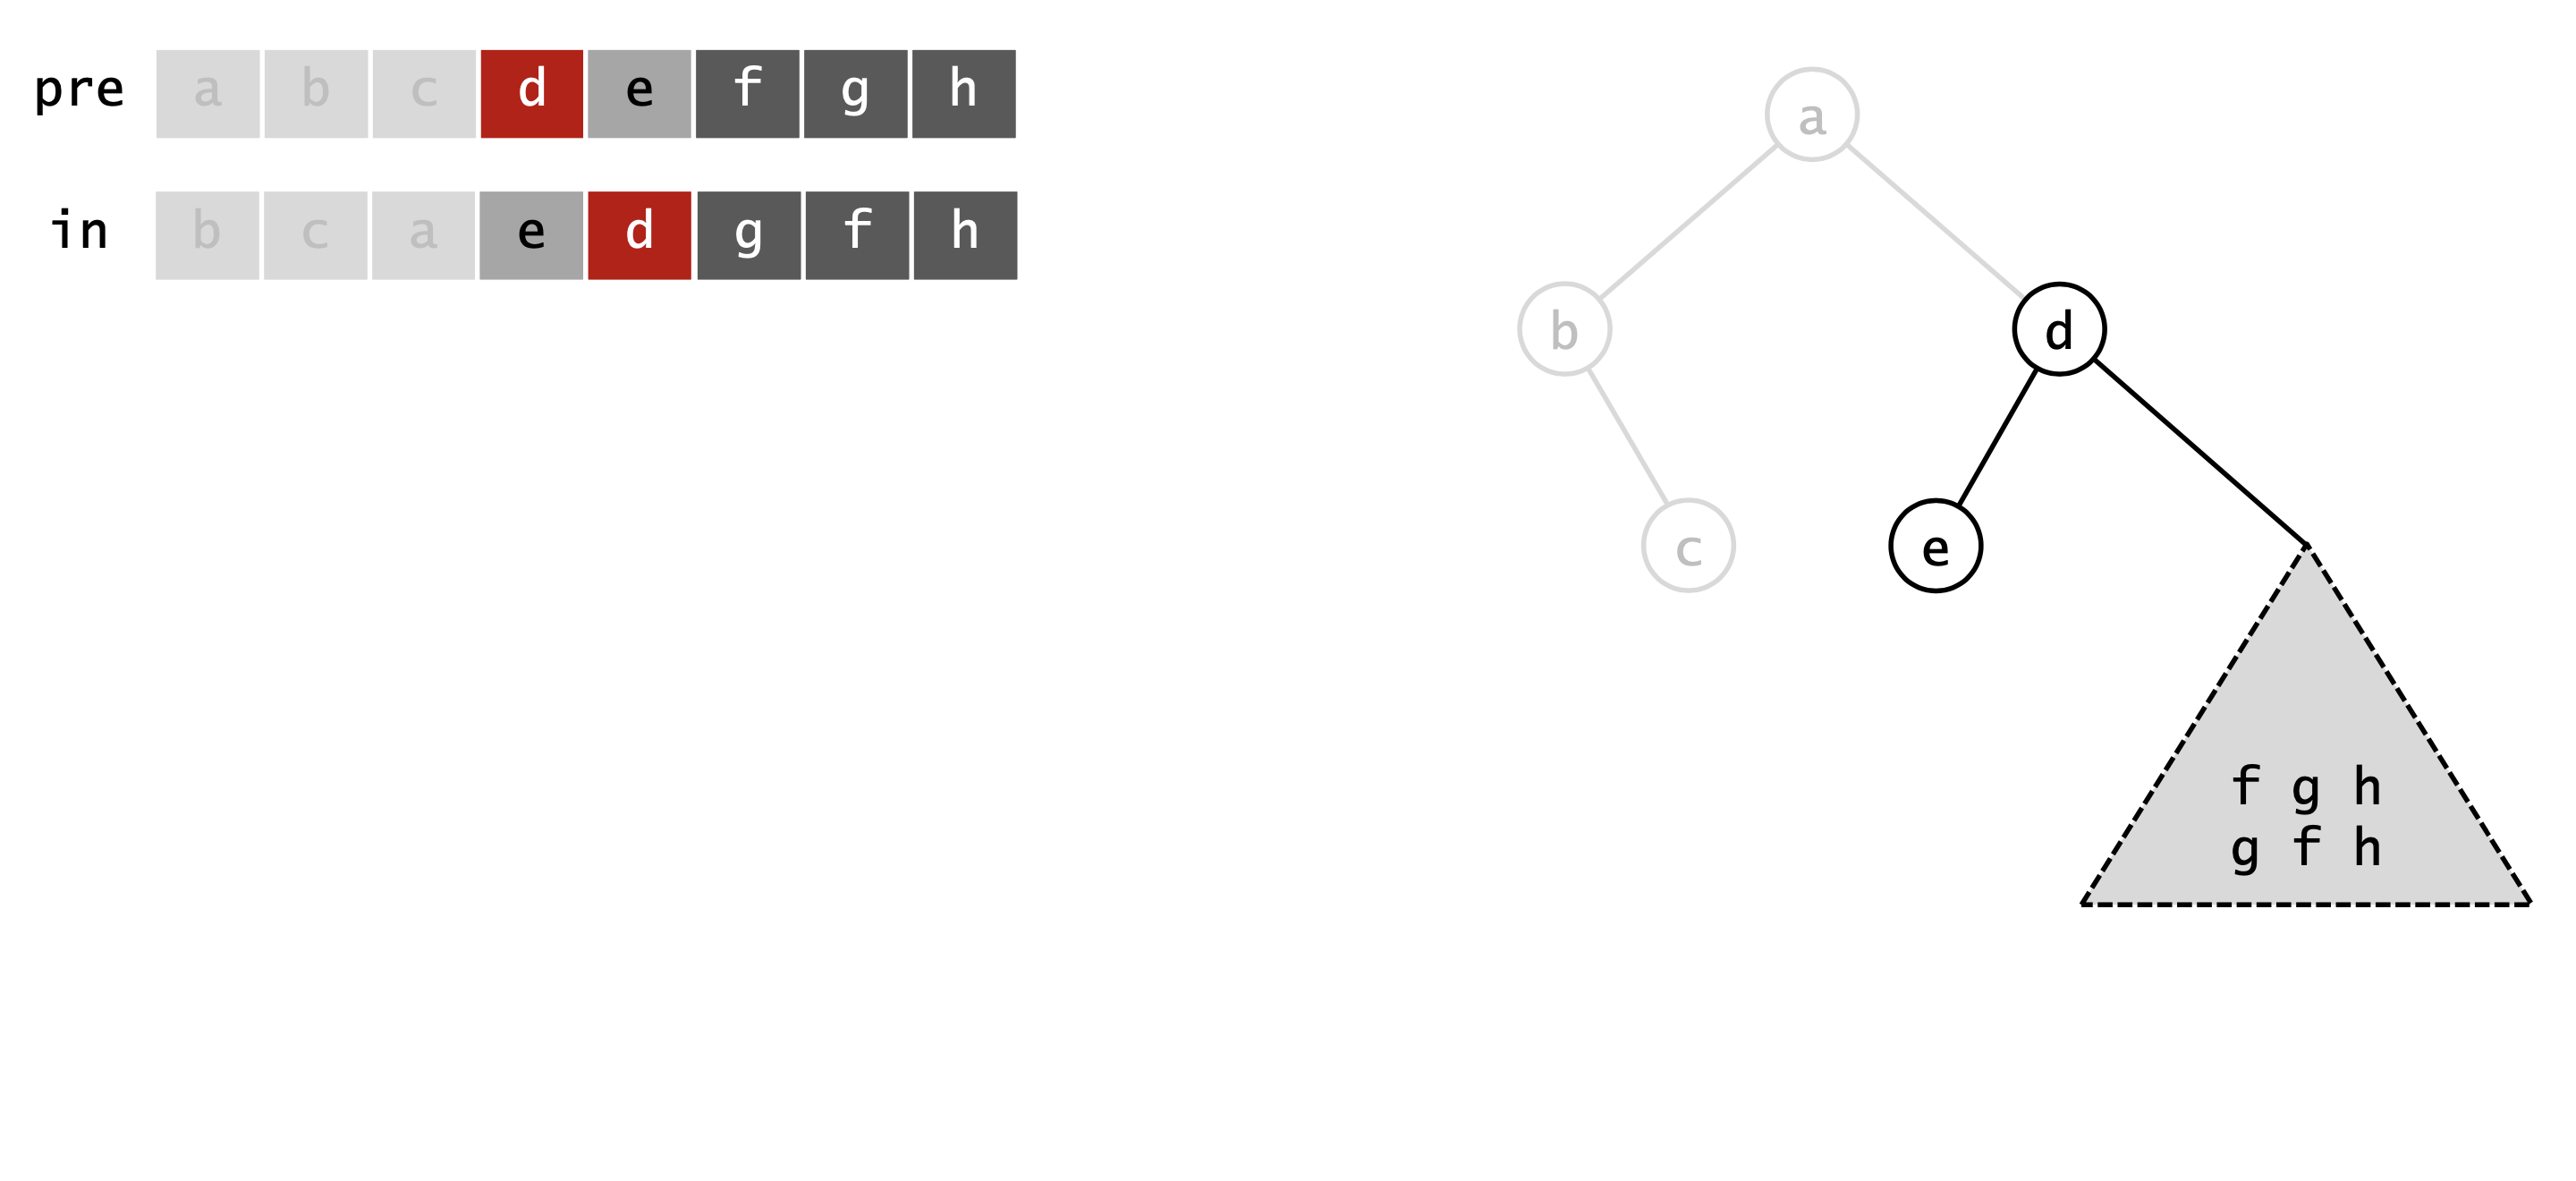 pre a b c d e f g h
in b c a e d g f h
a
b d
c e
f g h
g f h